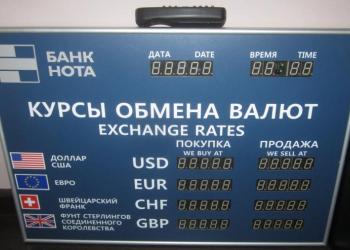 БАНК НОТА
ДАТА DATE ВРЕМЯ TIME
КУРСЫ ОБМЕНА ВАЛЮТ
EXCHANGE RATES
ПОКУПКА ПРОДАЖА
WE BUY AT WE SELL AT
ДОЛЛАР США USD
ЕВРО EUR
ШВЕЙЦАРСКИЙ ФРАНК CHF
ФУНТ СТЕРЛИНГОВ СОЕДИНЕННОГО КОРОЛЕВСТВА GBP